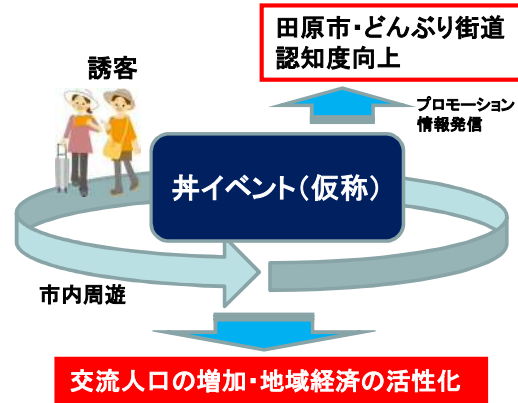 田原市・どんぶり街道
認知度向上
誘客
プロモーション
情報発信
丼イベント（仮称）
市内周遊
交流人口の増加・地域経済の活性化